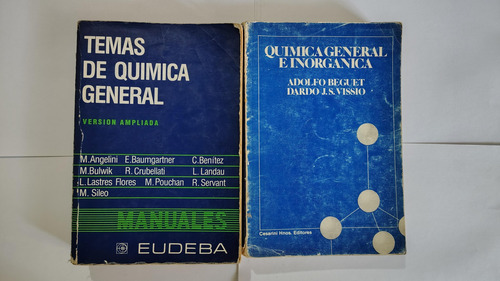 TEMAS
DE QUIMICA
GENERAL
VERSION AMPLIADA
M.Angelini E.Baumgartner C.Benítez
M.Bulwik R.Crubellati L.Landau
L.Lastres Flores M.Pouchan R.Servant
M.Sileo
MANUALES
EUDEBA
QUIMICA GENERAL
E INORGANICA
ADOLFO BEGUET
DARDO J.S. VISSIO
Cesarini Hnos. Editores